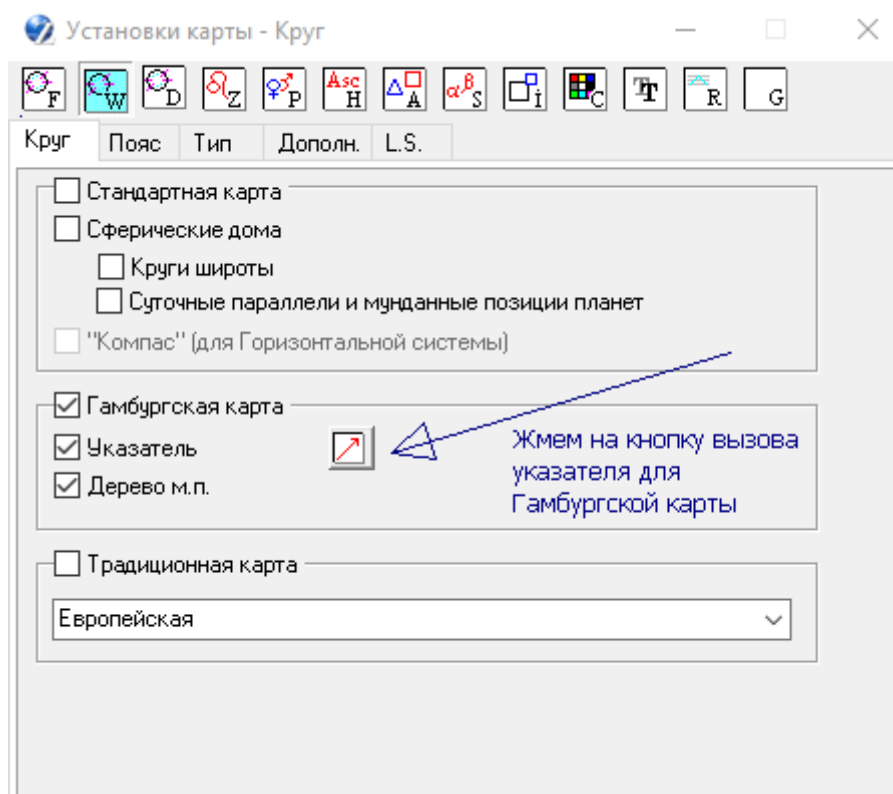 Установки карты - Круг
F W D Z P Asc H A αβ S i C Tт R G
Круг Пояс Тип Дополн. L.S.
Стандартная карта
Сферические дома
Круги широты
Суточные параллели и мунданные позиции планет
"Компас" (для Горизонтальной системы)
Гамбургская карта
Указатель
Дерево м.п.
Жмем на кнопку вызова
указателя для
Гамбургской карты
Традиционная карта
Европейская